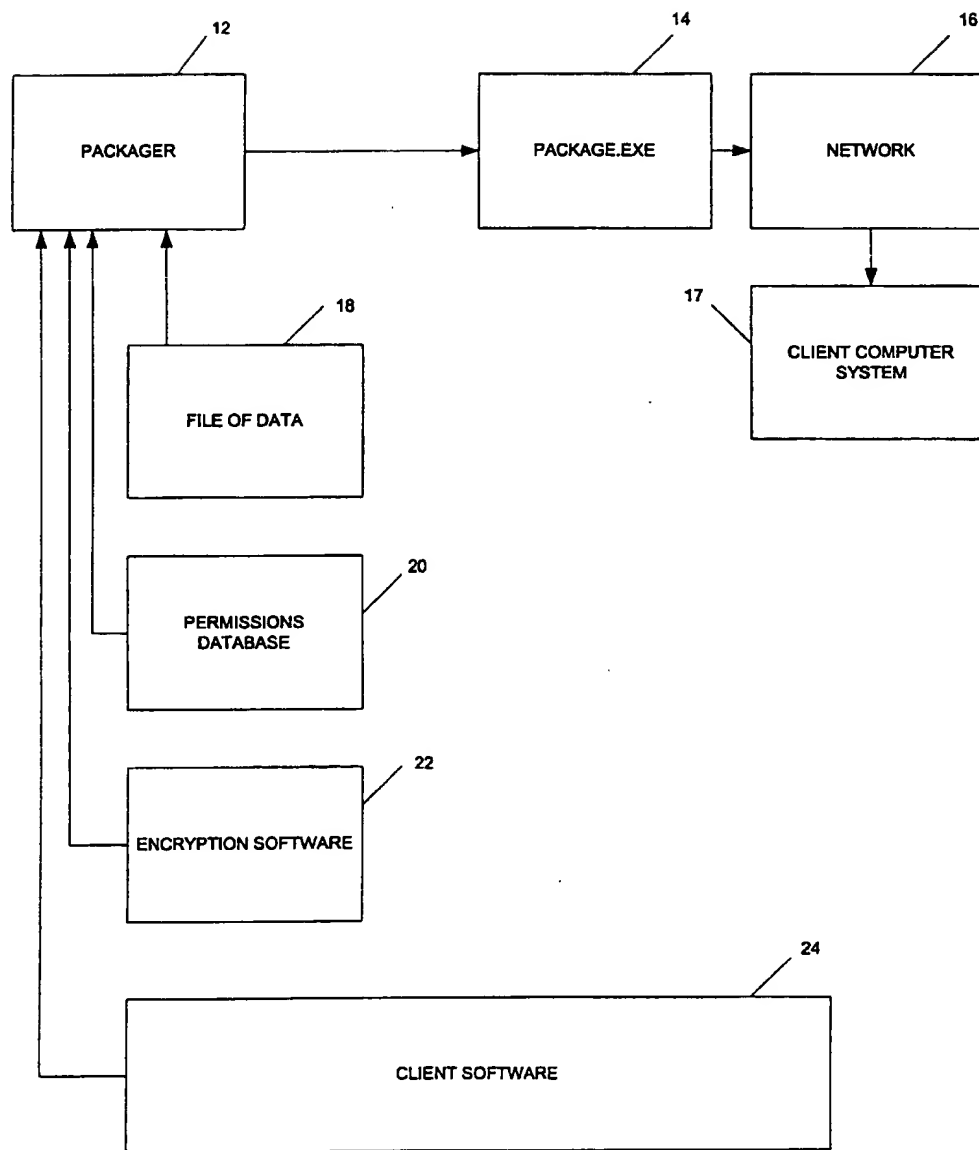 12
14
16
PACKAGER
PACKAGE.EXE
NETWORK
18
17
FILE OF DATA
CLIENT COMPUTER
SYSTEM
20
PERMISSIONS
DATABASE
22
ENCRYPTION SOFTWARE
24
CLIENT SOFTWARE